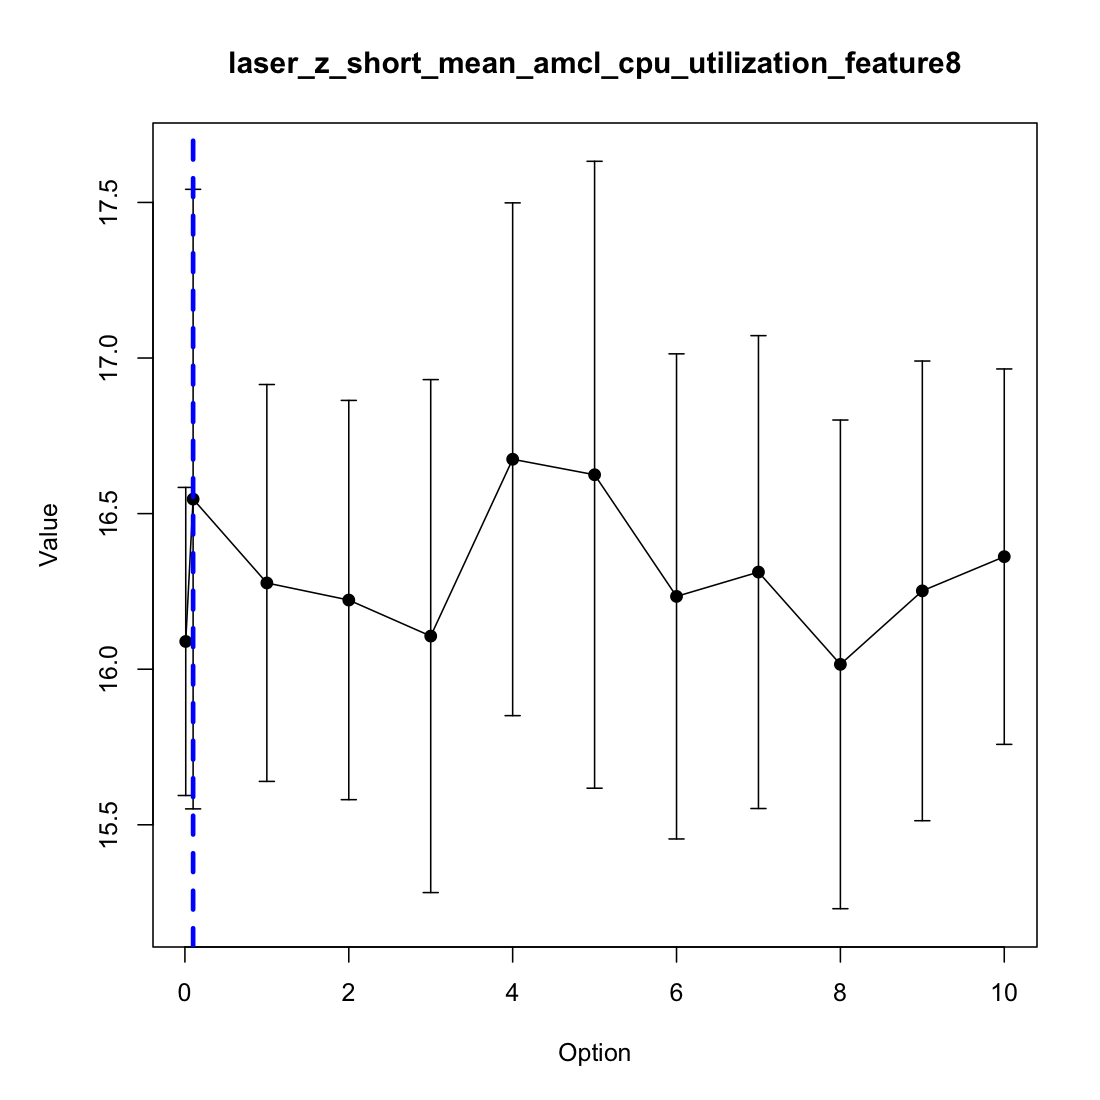 laser_z_short_mean_amcl_cpu_utilization_feature8
Value
17.5
17.0
16.5
16.0
15.5
0 2 4 6 8 10
Option